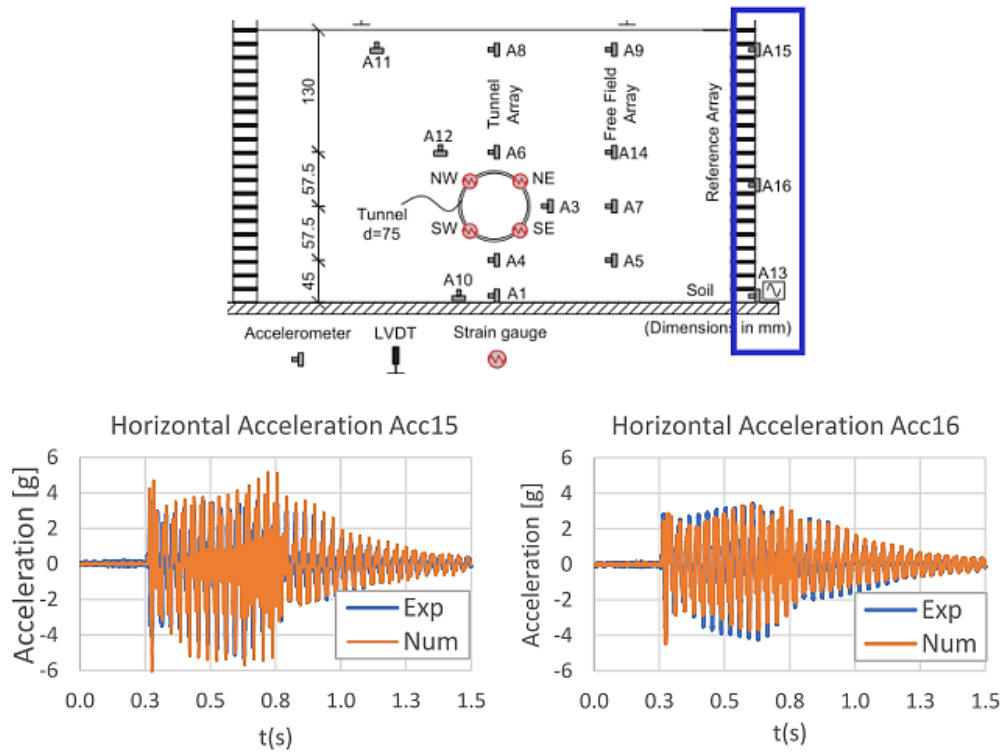 A11
A8
A9
A15
130
Tunnel
Array
Free Field
Array
Reference Array
A12
A6
A14
NW
NE
A16
57.5
Tunnel
d=75
A3
A7
SW
SE
57.5
A4
A5
45
A10
A1
Soil
A13
Accelerometer
LVDT
Strain gauge
(Dimensions in mm)
Horizontal Acceleration Acc15
Acceleration [g]
6
4
2
0
-2
-4
-6
Exp
Num
0.0 0.3 0.5 0.8 1.0 1.3 1.5
t(s)
Horizontal Acceleration Acc16
Acceleration [g]
6
4
2
0
-2
-4
-6
Exp
Num
0.0 0.3 0.5 0.8 1.0 1.3 1.5
t(s)